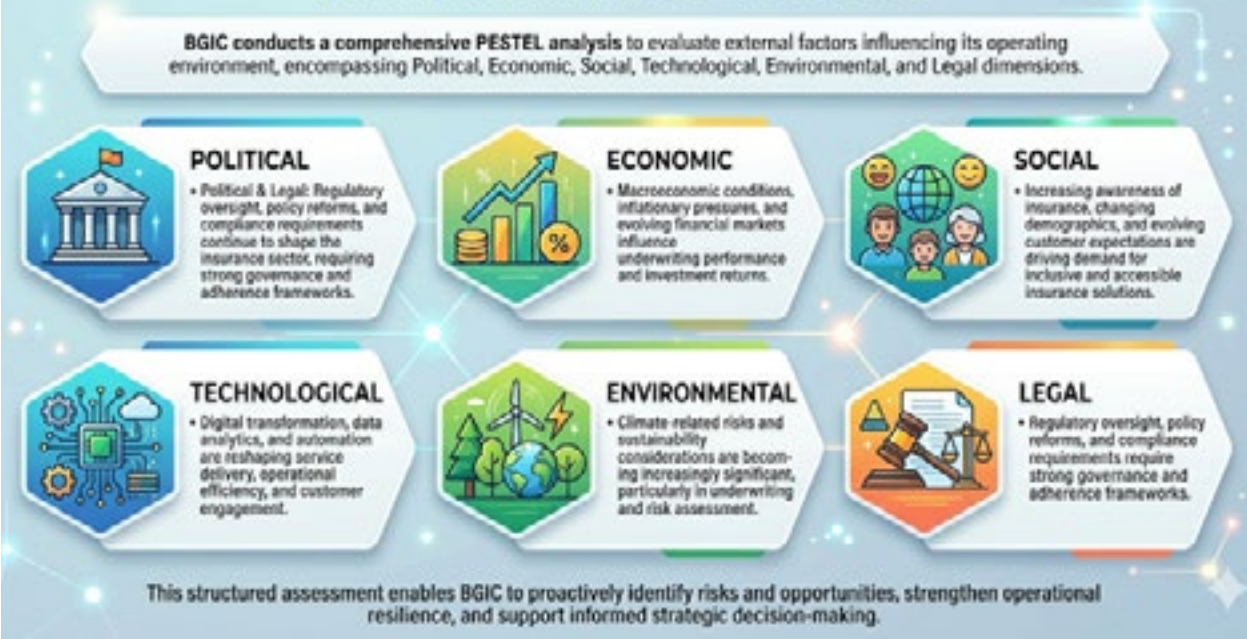 BGIC conducts a comprehensive PESTEL analysis to evaluate external factors influencing its operating
environment, encompassing Political, Economic, Social, Technological, Environmental, and Legal dimensions.
POLITICAL
• Political & Legal: Regulatory
oversight, policy reforms, and
compliance requirements
continue to shape the
insurance sector, requiring
strong governance and
adherence frameworks.
ECONOMIC
• Macroeconomic conditions,
inflationary pressures, and
evolving financial markets
influence
underwriting performance
and investment returns.
%
SOCIAL
• Increasing awareness of
insurance, changing
demographics, and evolving
customer expectations are
driving demand for
inclusive and accessible
insurance solutions.
TECHNOLOGICAL
• Digital transformation, data
analytics, and automation
are reshaping service
delivery, operational
efficiency, and customer
engagement.
ENVIRONMENTAL
• Climate-related risks and
sustainability
considerations are becom-
ing increasingly significant,
particularly in underwriting
and risk assessment.
LEGAL
• Regulatory oversight, policy
reforms, and compliance
requirements require
strong governance and
adherence frameworks.
This structured assessment enables BGIC to proactively identify risks and opportunities, strengthen operational
resilience, and support informed strategic decision-making.